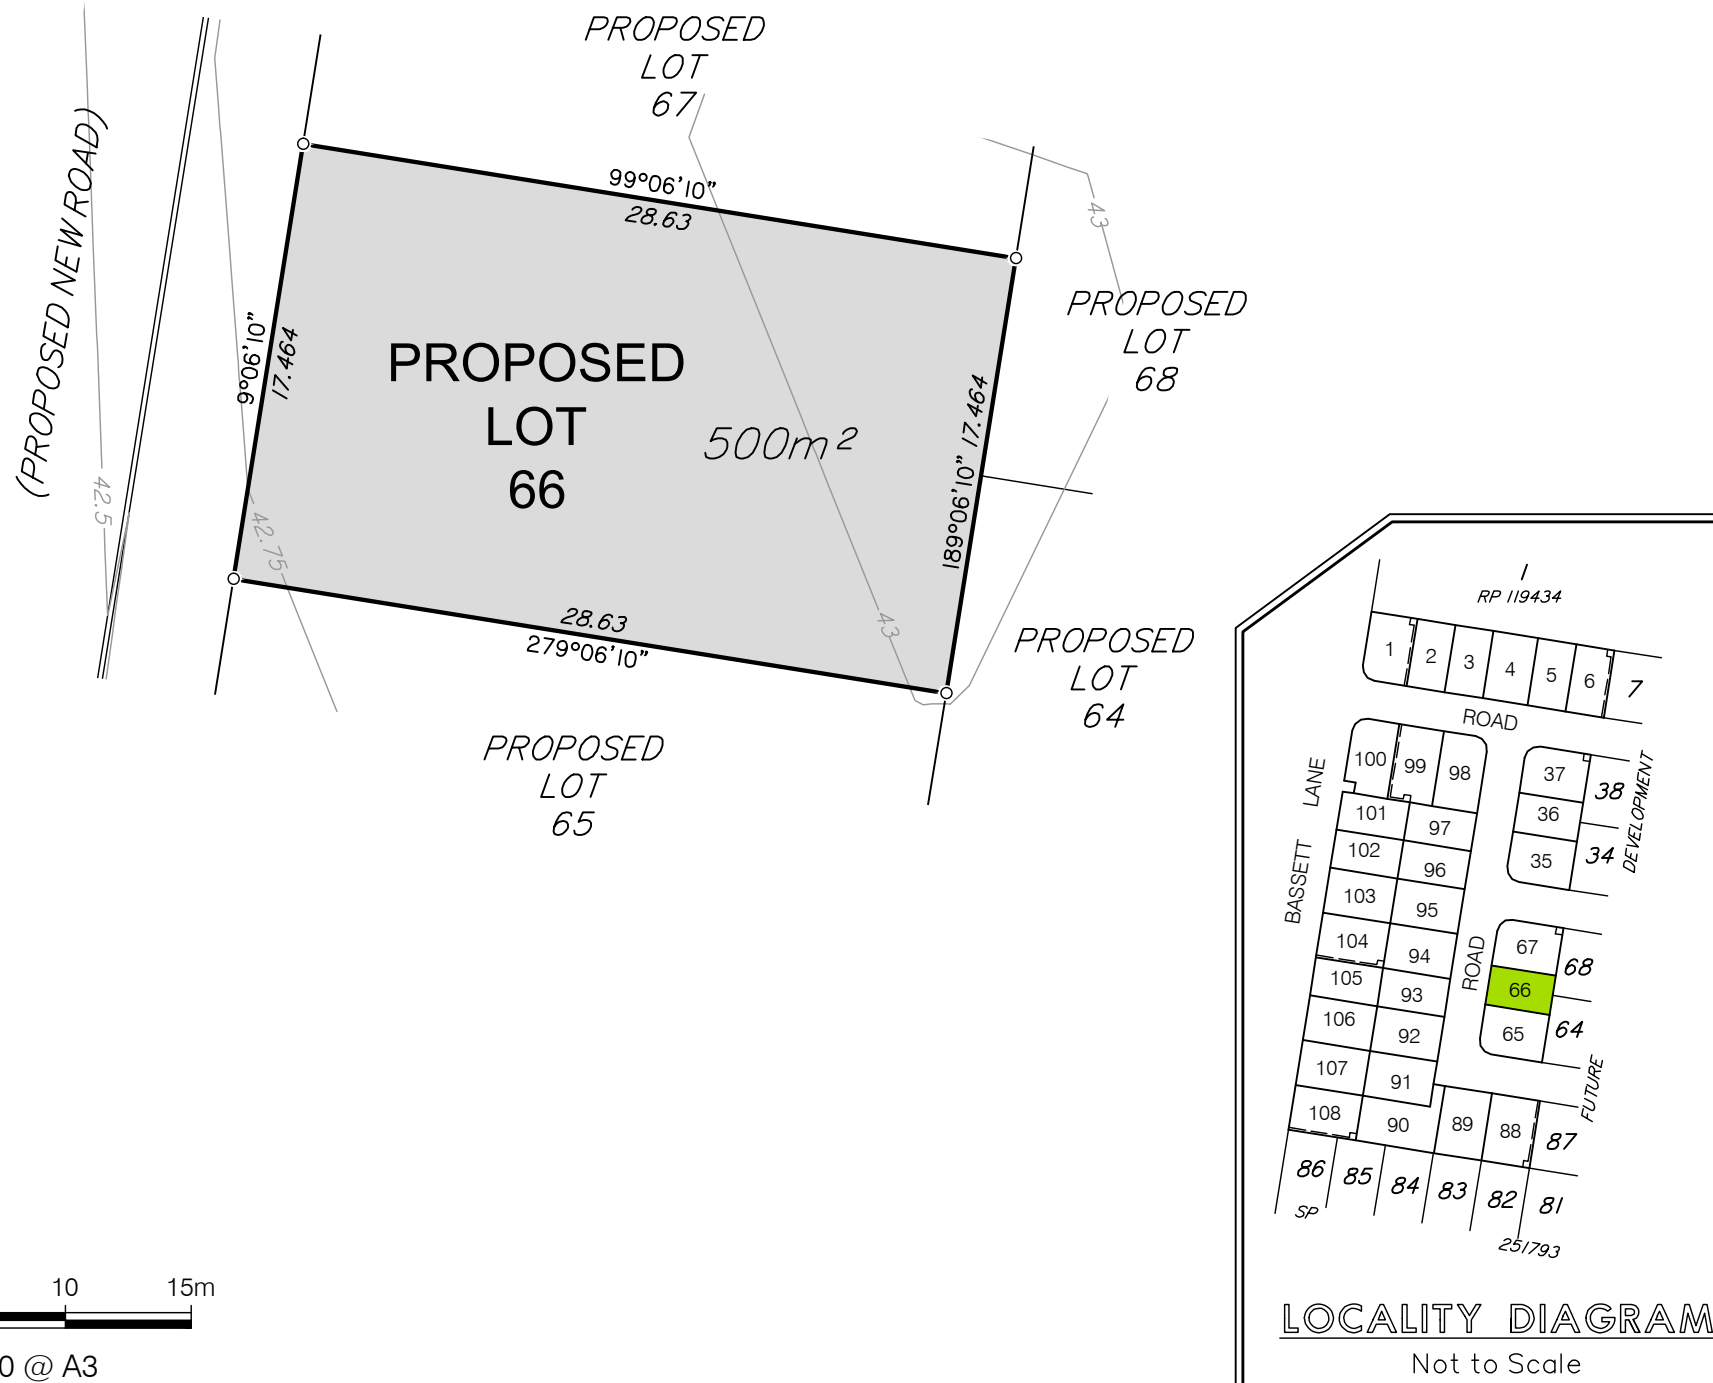 PROPOSED
LOT
67
(PROPOSED NEW ROAD)
99°06'10"
28.63
43
PROPOSED
LOT
68
9°06'10"
17.464
PROPOSED
LOT
66
500m²
189°06'10"
17.464
42.5
42.75
28.63
279°06'10"
43
PROPOSED
LOT
64
PROPOSED
LOT
65
1
RP 119434
1
2
3
4
5
6
7
ROAD
BASSETT LANE
100
99
98
37
38
101
97
36
102
96
35
34
DEVELOPMENT
103
95
104
94
ROAD
67
68
105
93
66
106
92
65
64
107
91
FUTURE
108
90
89
88
87
86
85
84
83
82
81
SP
251793
10
15m
0 @ A3
LOCALITY DIAGRAM
Not to Scale